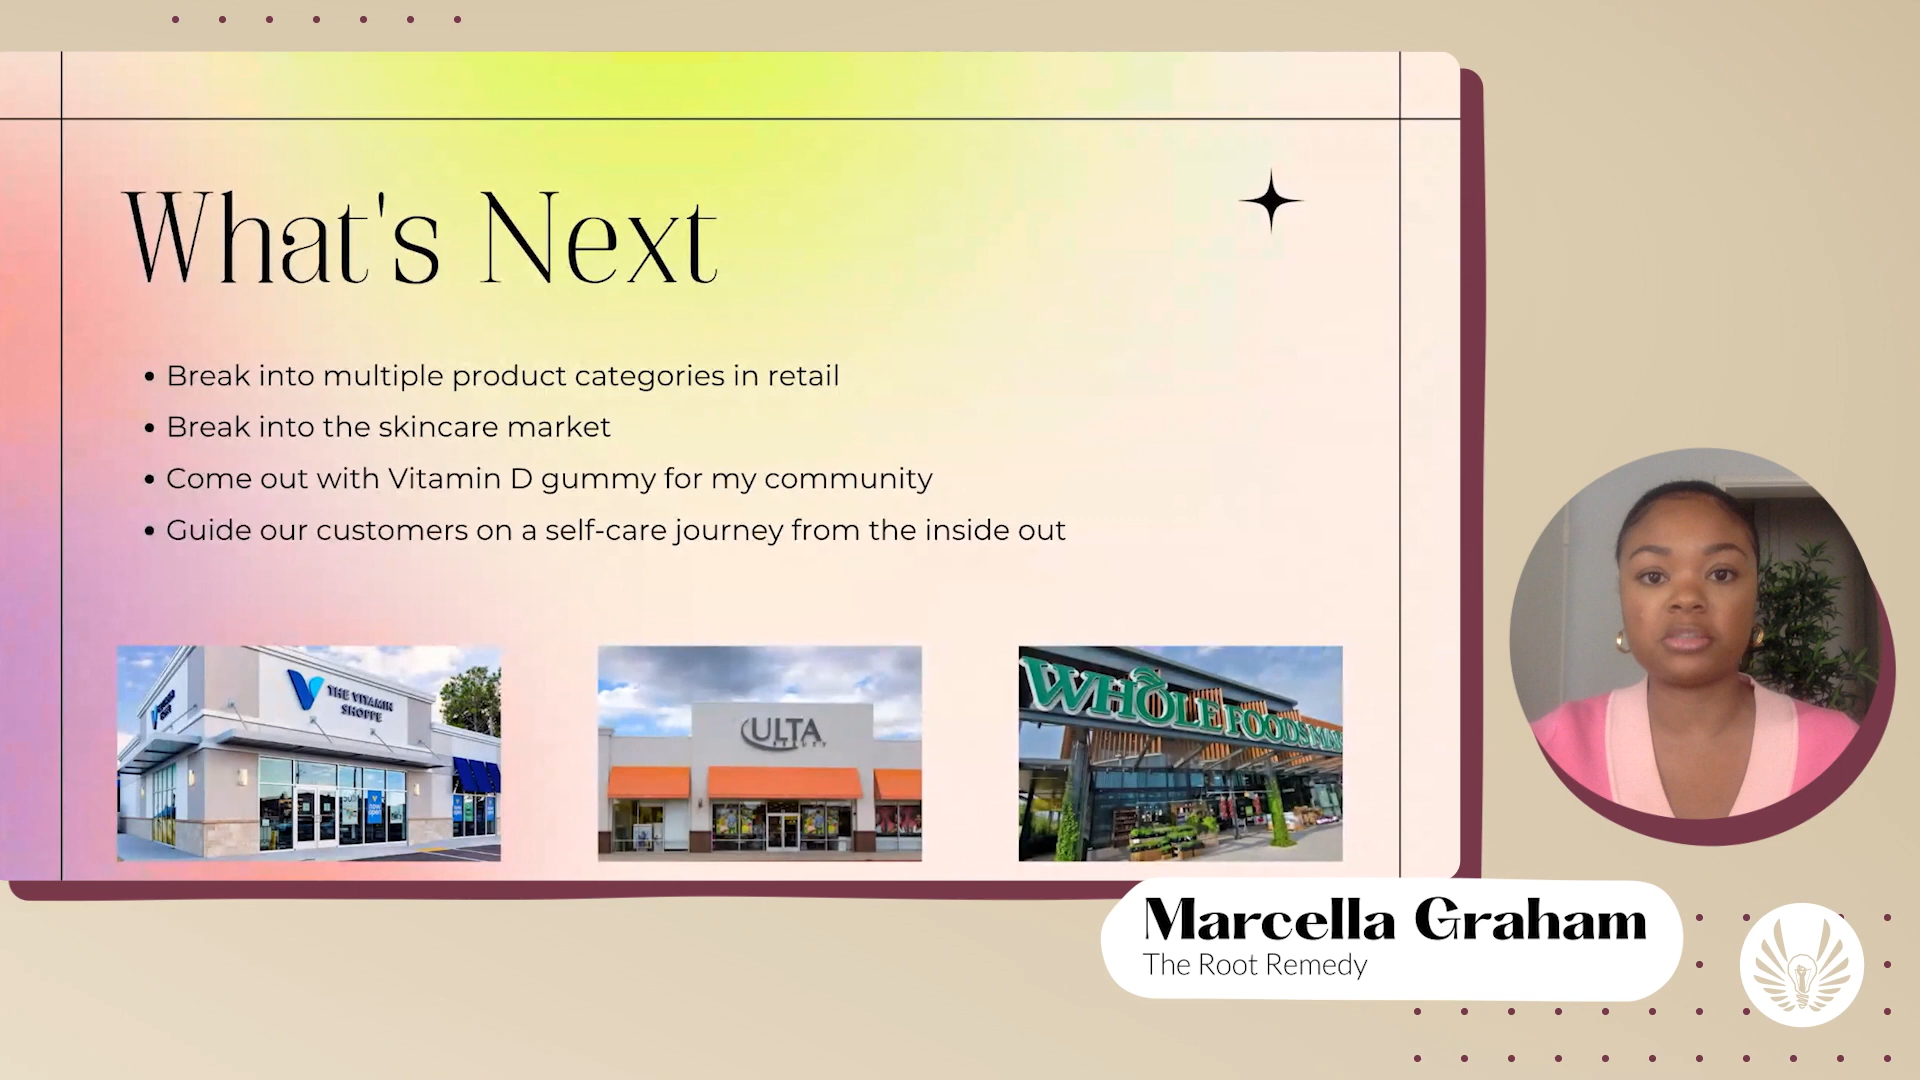 What's Next
• Break into multiple product categories in retail
• Break into the skincare market
• Come out with Vitamin D gummy for my community
• Guide our customers on a self-care journey from the inside out
THE VITAMIN
SHOPPE
ULTA
BEAUTY
WHOLE FOODS MAR
Marcella Graham
The Root Remedy